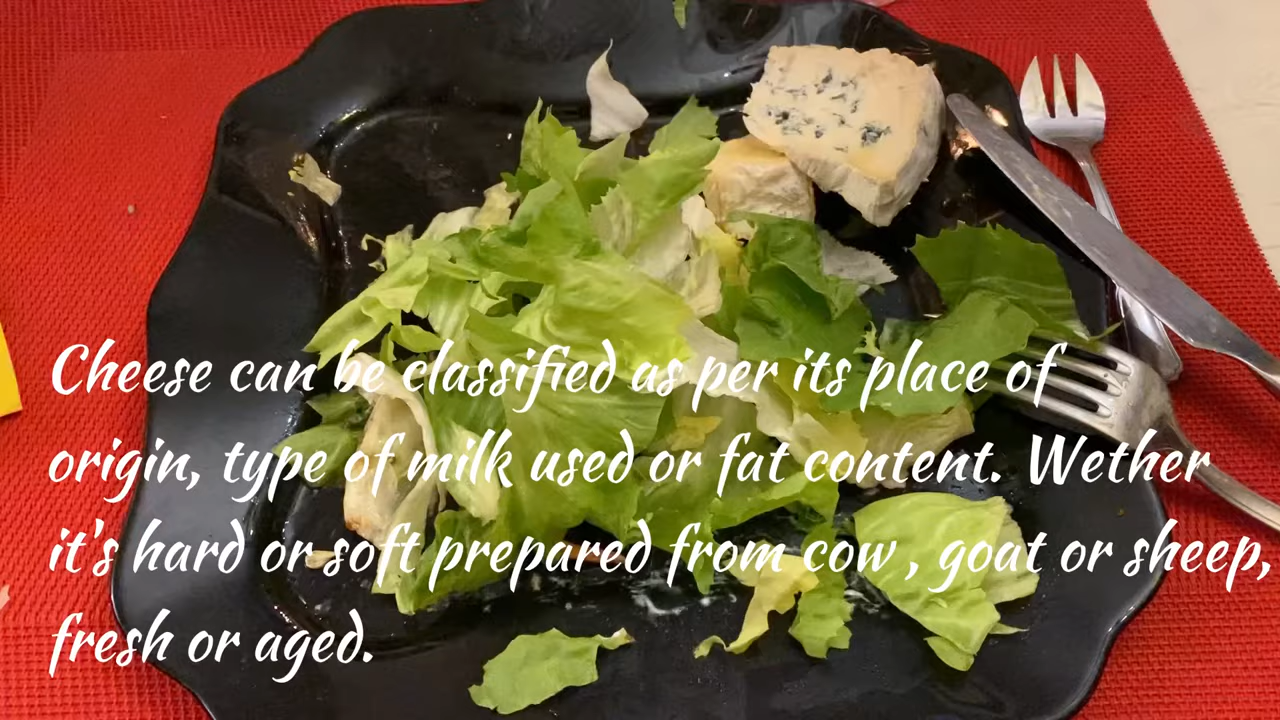 Cheese can be classified as per its place of
origin, type of milk used or fat content. Wether
it's hard or soft prepared from cow , goat or sheep,
fresh or aged.